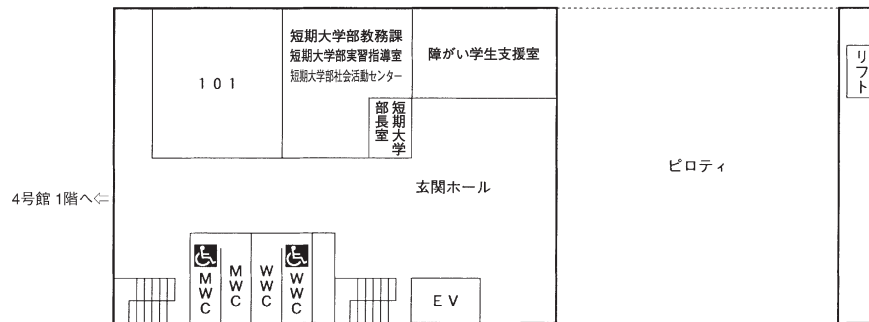 短期大学部教務課
短期大学部実習指導室
短期大学部社会活動センター
障がい学生支援室
リフト
101
短期大学
部長室
ピロティ
玄関ホール
4号館 1階へ⇦
MWC
MWC
WWC
WWC
EV